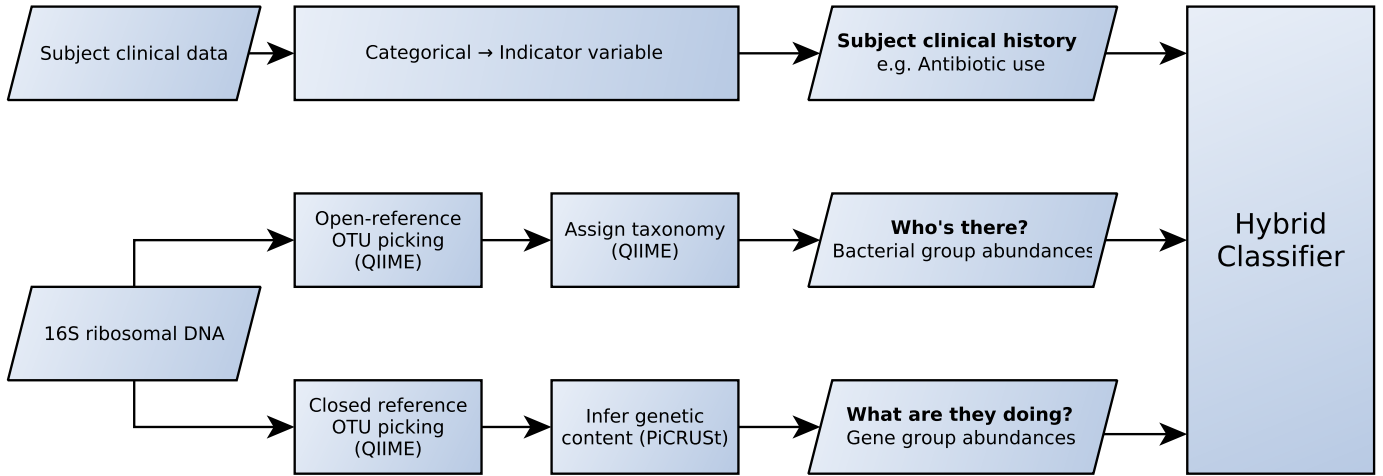 Subject clinical data
Categorical → Indicator variable
Subject clinical history
e.g. Antibiotic use
Open-reference
OTU picking
(QIIME)
Assign taxonomy
(QIIME)
Who's there?
Bacterial group abundances
Hybrid
Classifier
16S ribosomal DNA
Closed reference
OTU picking
(QIIME)
Infer genetic
content (PiCRUSt)
What are they doing?
Gene group abundances